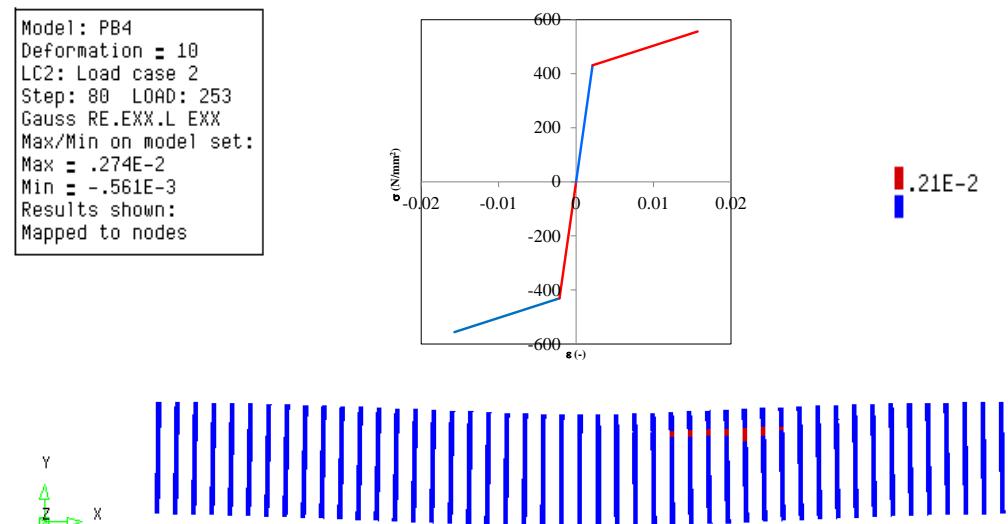 Model: PB4
Deformation = 10
LC2: Load case 2
Step: 80 LOAD: 253
Gauss RE.EXX.L EXX
Max/Min on model set:
Max = .274E-2
Min = -.561E-3
Results shown:
Mapped to nodes
600
400
200
0
-0.02
-0.01
0
0.01
0.02
-200
-400
-600
σ (N/mm²)
ε (-)
.21E-2
Y
Z
X